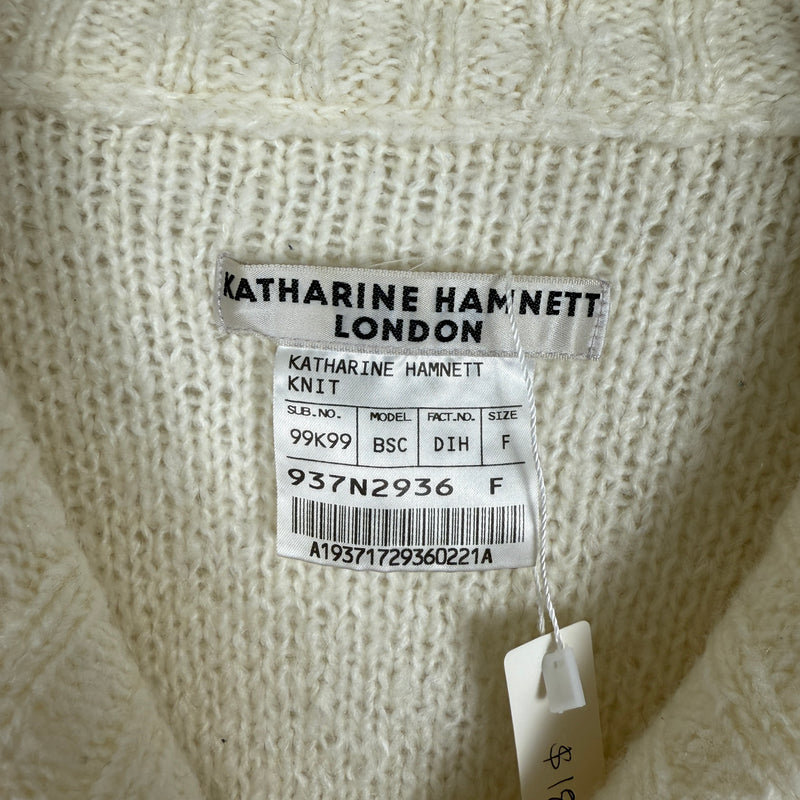 KATHARINE HAMNETT
LONDON
KATHARINE HAMNETT
KNIT
SUB.NO. MODEL FACT.NO. SIZE
99K99 BSC DIH F
937N2936 F
A19371729360221A